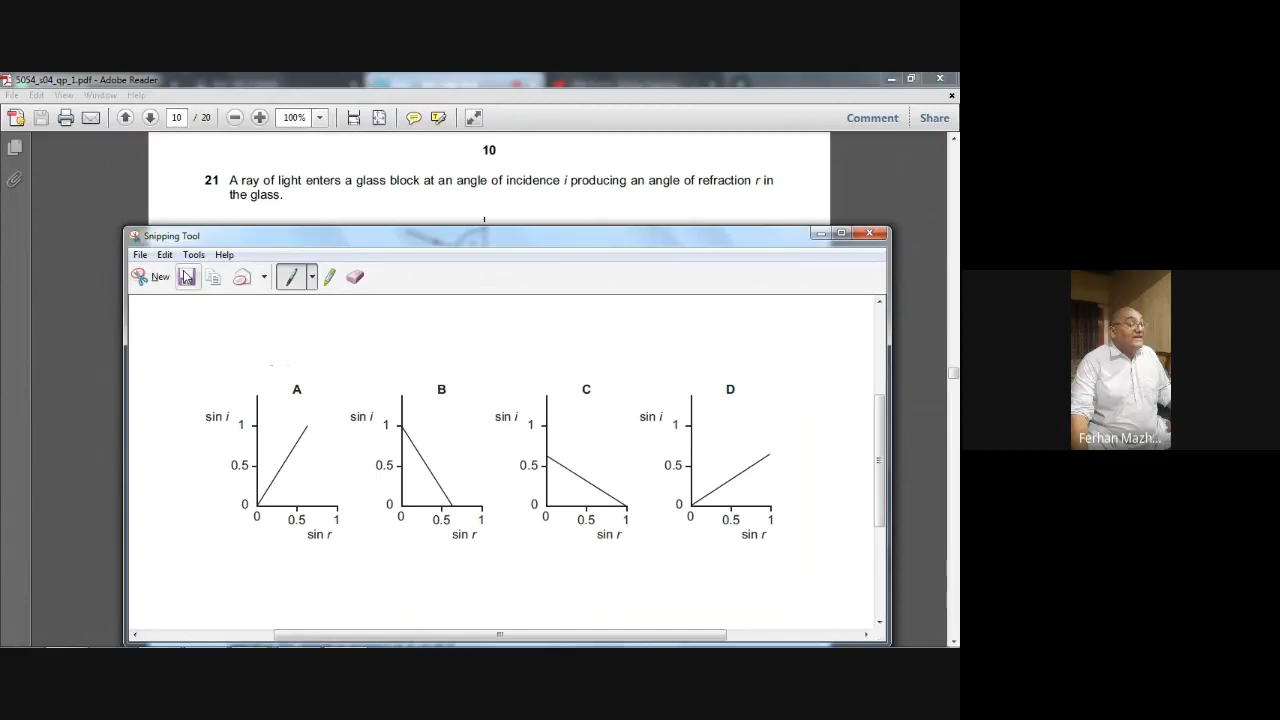 5054_s04_qp_1.pdf - Adobe Reader
File Edit View Window Help
10 / 20 100% Comment Share
10
21 A ray of light enters a glass block at an angle of incidence i producing an angle of refraction r in
the glass.
Snipping Tool
File Edit Tools Help
New
A B C D
sin i 1 sin i 1 sin i 1 sin i 1
0.5 0.5 0.5 0.5
0 0 0 0
0 0.5 1 0 0.5 1 0 0.5 1 0 0.5 1
sin r sin r sin r sin r
Ferhan Mazh...